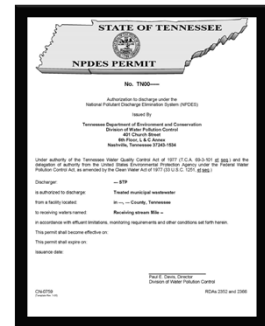 STATE OF TENNESSEE
NPDES PERMIT
No. TN00-----
Authorization to discharge under the
National Pollutant Discharge Elimination System (NPDES)
Issued By
Tennessee Department of Environment and Conservation
Division of Water Pollution Control
401 Church Street
6th Floor, L & C Annex
Nashville, Tennessee 37243-1534
Under authority of the Tennessee Water Quality Control Act of 1977 (T.C.A. 69-3-101 et seq.) and the
delegation of authority from the United States Environmental Protection Agency under the Federal Water
Pollution Control Act, as amended by the Clean Water Act of 1977 (33 U.S.C. 1251, et seq.)
Discharger: --- STP
is authorized to discharge: Treated municipal wastewater
from a facility located: in ---, --- County, Tennessee
to receiving waters named: Receiving stream Mile --
in accordance with effluent limitations, monitoring requirements and other conditions set forth herein.
This permit shall become effective on:
This permit shall expire on:
Issuance date:
Paul E. Davis, Director
Division of Water Pollution Control
CN-0759
RDAs 2352 and 2366